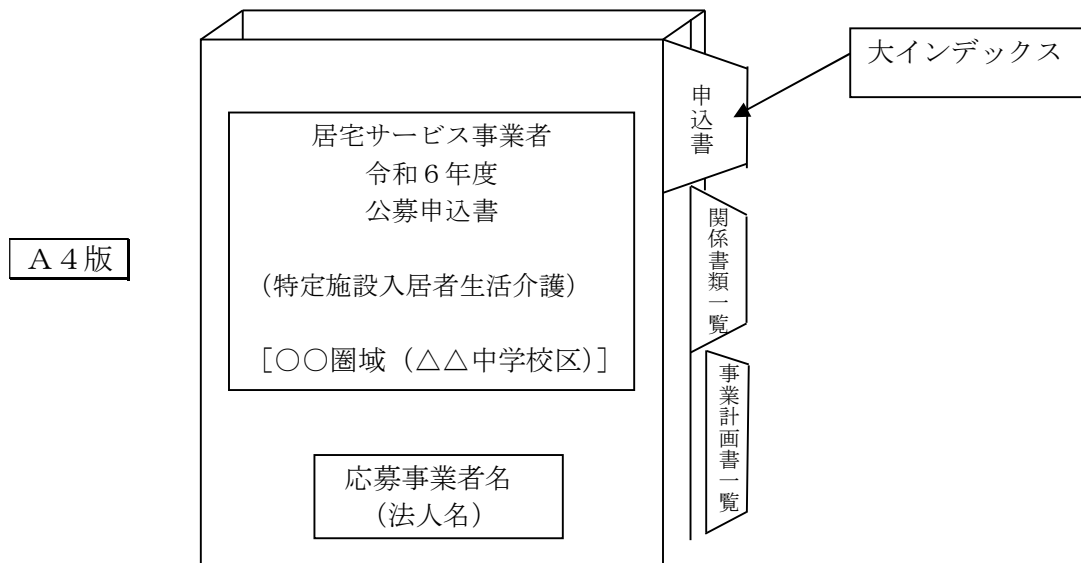 大インデックス
申込書
居宅サービス事業者
令和６年度
公募申込書
（特定施設入居者生活介護）
［○○圏域（△△中学校区）］
Ａ４版
関係書類一覧
事業計画書一覧
応募事業者名
（法人名）